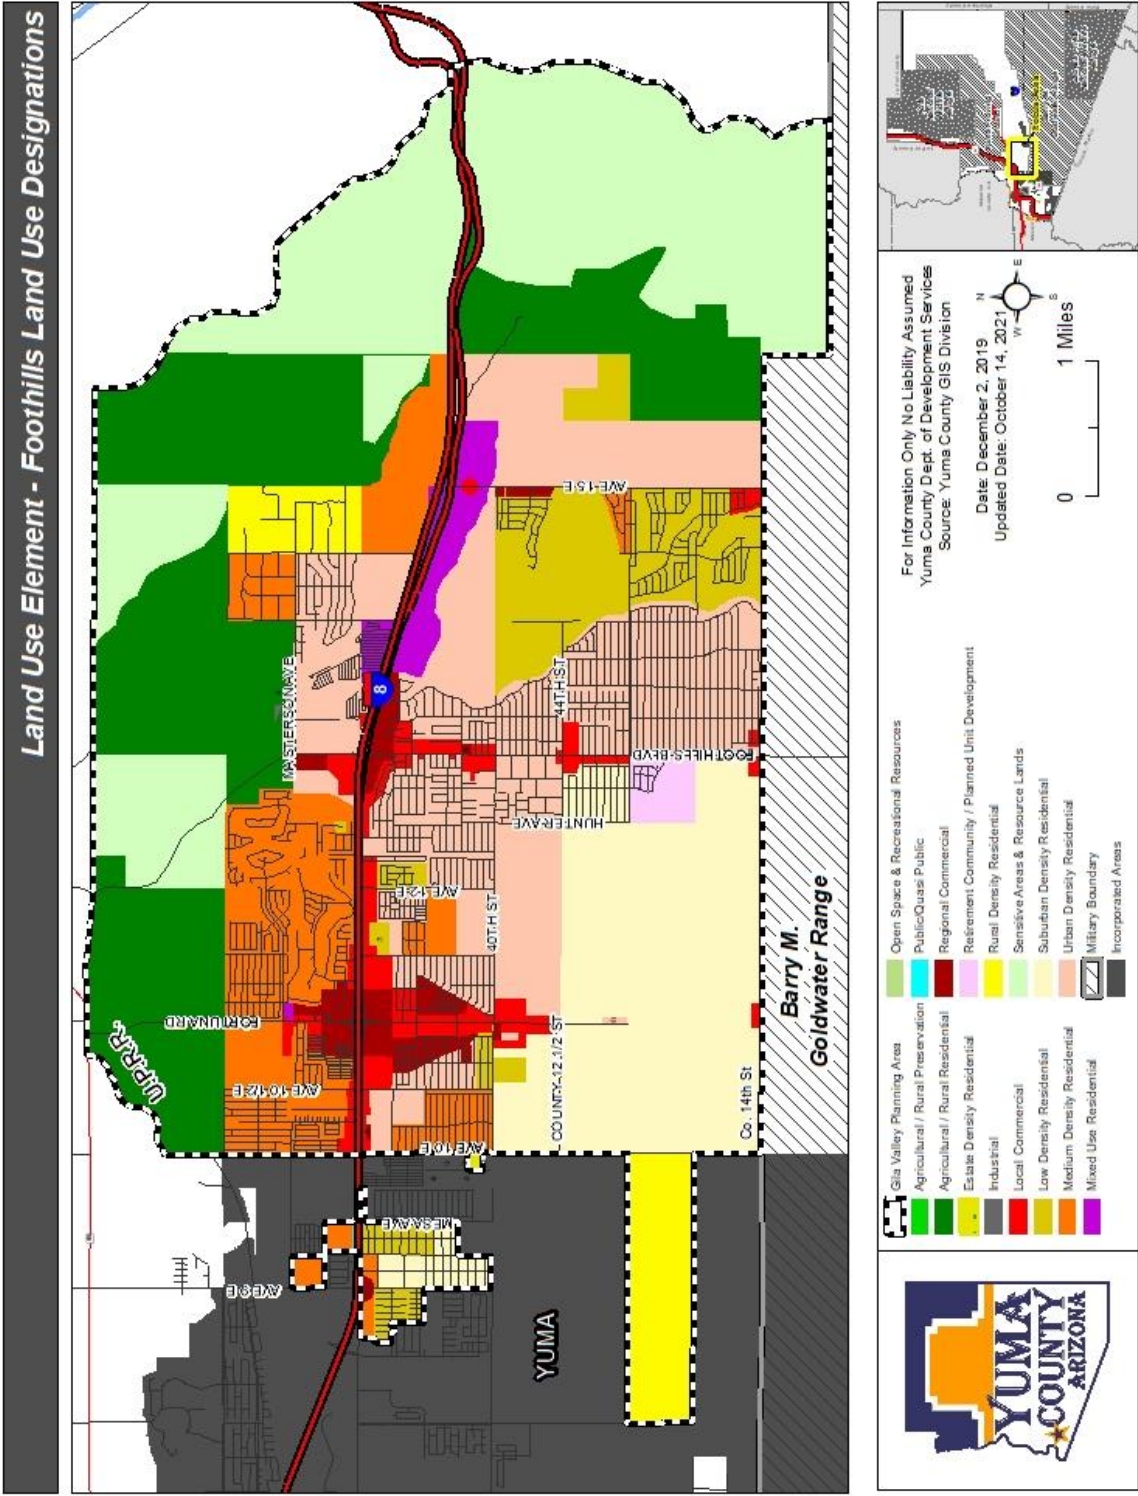 Land Use Element - Foothills Land Use Designations
U.P.R.R.
FORTUNA RD
AVE 10 1/2 E
AVE 10 E
AVE 9 E
MESA AVE
MASTERSON AVE
8
AVE 15 E
44TH ST
FOOTHILLS BLVD
HUNTER AVE
AVE 12 E
40TH ST
COUNTY 12 1/2 ST
Co. 14th St
YUMA
Barry M.
Goldwater Range
YUMA
COUNTY
ARIZONA
Gila Valley Planning Area
Agricultural / Rural Preservation
Agricultural / Rural Residential
Estate Density Residential
Industrial
Local Commercial
Low Density Residential
Medium Density Residential
Mixed Use Residential
Open Space & Recreational Resources
Public/Quasi Public
Regional Commercial
Retirement Community / Planned Unit Development
Rural Density Residential
Sensitive Areas & Resource Lands
Suburban Density Residential
Urban Density Residential
Military Boundary
Incorporated Areas
For Information Only No Liability Assumed
Yuma County Dept. of Development Services
Source: Yuma County GIS Division
Date: December 2, 2019
Updated Date: October 14, 2021
N
W
E
S
0
1 Miles